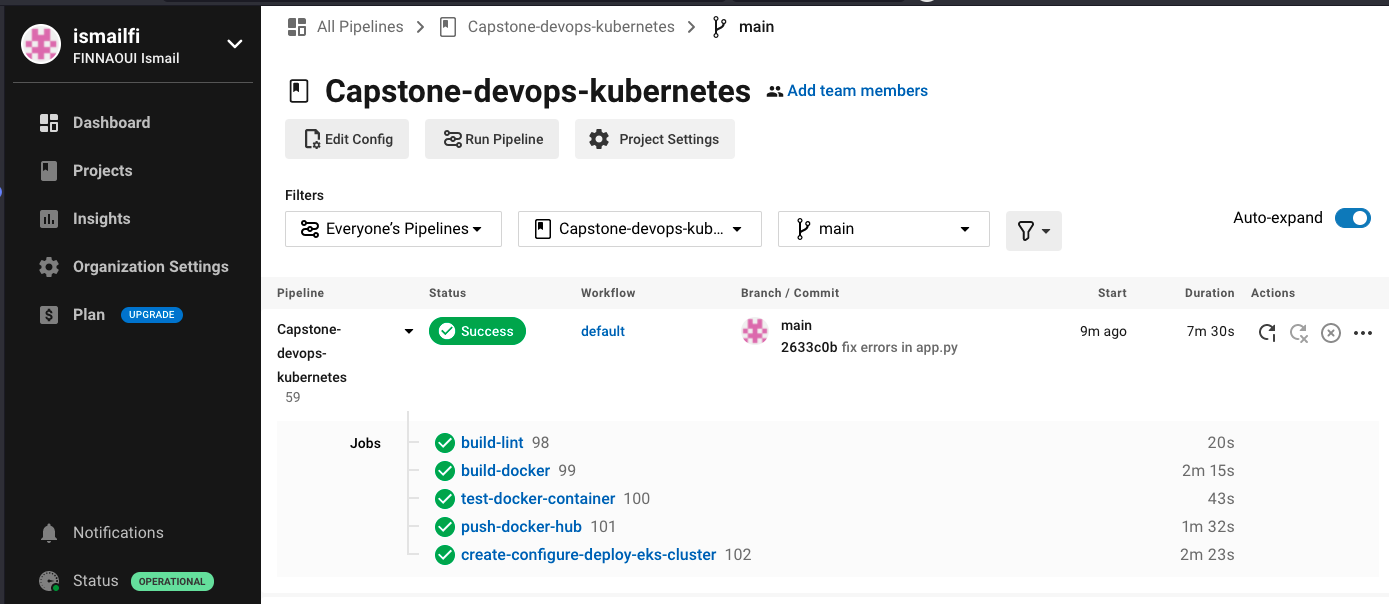 ismailfi
FINNAOUI Ismail
Dashboard
Projects
Insights
Organization Settings
Plan UPGRADE
Notifications
Status OPERATIONAL
All Pipelines > Capstone-devops-kubernetes > main
Capstone-devops-kubernetes Add team members
Edit Config Run Pipeline Project Settings
Filters
Everyone's Pipelines Capstone-devops-kub... main Auto-expand
Pipeline Status Workflow Branch / Commit Start Duration Actions
Capstone-devops-kubernetes 59 Success default main 9m ago 7m 30s
2633c0b fix errors in app.py
Jobs build-lint 98 20s
build-docker 99 2m 15s
test-docker-container 100 43s
push-docker-hub 101 1m 32s
create-configure-deploy-eks-cluster 102 2m 23s